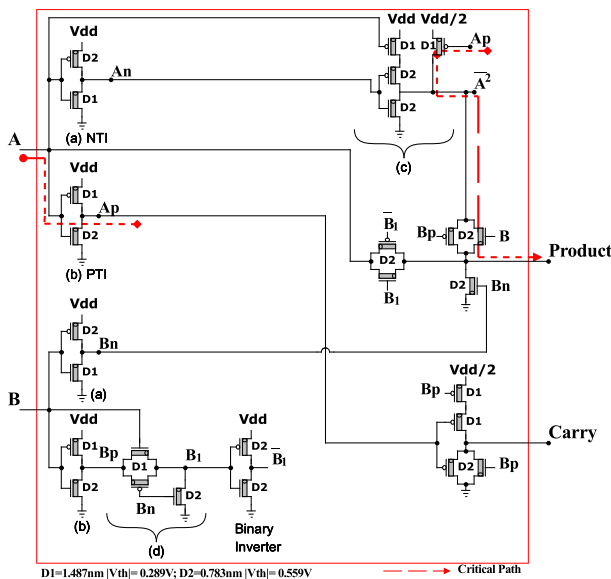 Vdd
Vdd/2
Vdd
D1
D1
Ap
D2
An
D2
A̅²
D1
D2
(a) NTI
A
(c)
Vdd
D1
Ap
B̅₁
Bp
D2
B
D2
D2
Product
(b) PTI
B₁
D2
Bn
Vdd
D2
Bn
D1
Vdd/2
(a)
Bp
D1
B
Vdd
Vdd
D1
Carry
D1
Bp
B₁
D2
D1
B̅₁
D2
Bp
D2
Bn
D2
D2
(b)
Binary
Inverter
(d)
D1=1.487nm |Vth|= 0.289V; D2=0.783nm |Vth|=0.559V
Critical Path